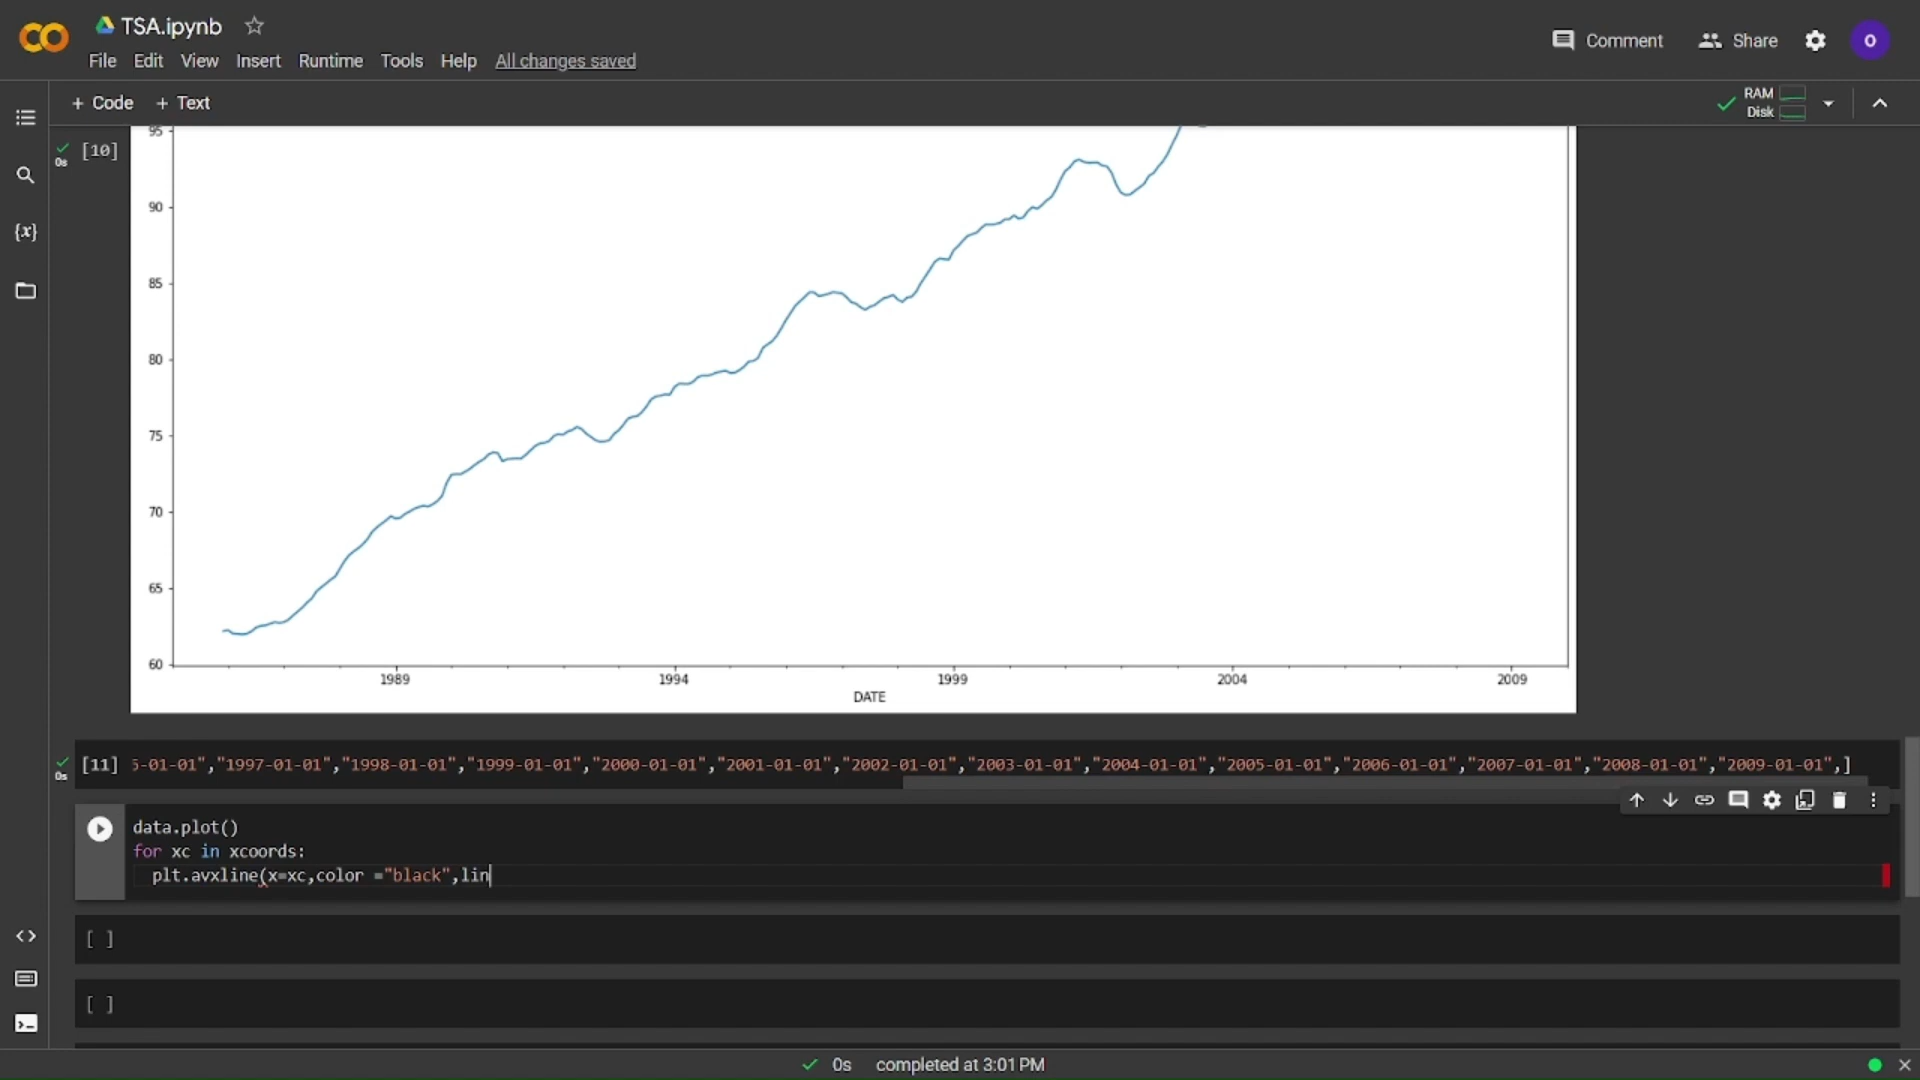 TSA.ipynb
File Edit View Insert Runtime Tools Help All changes saved
Comment
Share
o
+ Code + Text
RAM
Disk
0s
[10]
95
90
85
80
75
70
65
60
1989 1994 1999 2004 2009
DATE
0s
[11] 5-01-01","1997-01-01","1998-01-01","1999-01-01","2000-01-01","2001-01-01","2002-01-01","2003-01-01","2004-01-01","2005-01-01","2006-01-01","2007-01-01","2008-01-01","2009-01-01",]
data.plot()
for xc in xcoords:
plt.avxline(x=xc,color ="black",lin
[ ]
[ ]
0s completed at 3:01 PM